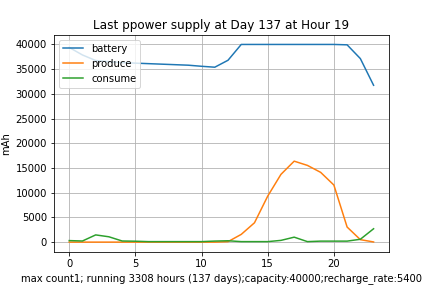 Last ppower supply at Day 137 at Hour 19
40000
35000
30000
25000
20000
15000
10000
5000
0
mAh
battery
produce
consume
0 5 10 15 20
max count1; running 3308 hours (137 days);capacity:40000;recharge_rate:5400